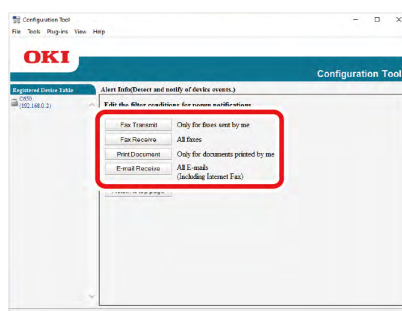 Configuration Tool
File Tools Plug-ins View Help
OKI
Configuration Tool
Registered Device Table
Alert Info(Detect and notify of device events.)
(192.168.0.2)
Edit the filter conditions for popup notifications.
Fax Transmit Only for faxes sent by me
Fax Receive All faxes
Print Document Only for documents printed by me
E-mail Receive All E-mails
(Including Internet Fax)